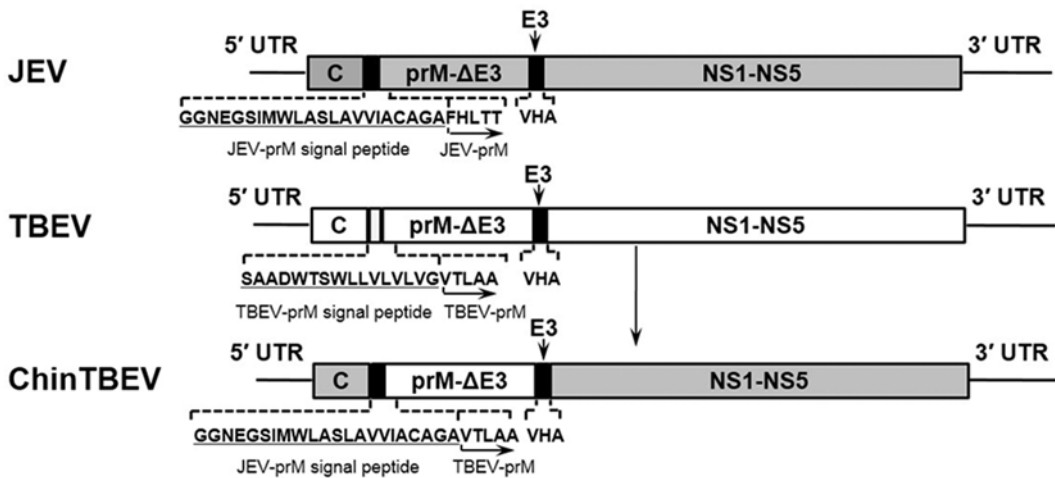 E3
5′ UTR 3′ UTR
JEV C prM-ΔE3 NS1-NS5
GGNEGSIMWLASLAVVIACAGAFHLTT VHA
JEV-prM signal peptide JEV-prM
E3
5′ UTR 3′ UTR
TBEV C prM-ΔE3 NS1-NS5
SAADWTSWLLVLVLVGVTLAA VHA
TBEV-prM signal peptide TBEV-prM
E3
5′ UTR 3′ UTR
ChinTBEV C prM-ΔE3 NS1-NS5
GGNEGSIMWLASLAVVIACAGAVTLAA VHA
JEV-prM signal peptide TBEV-prM